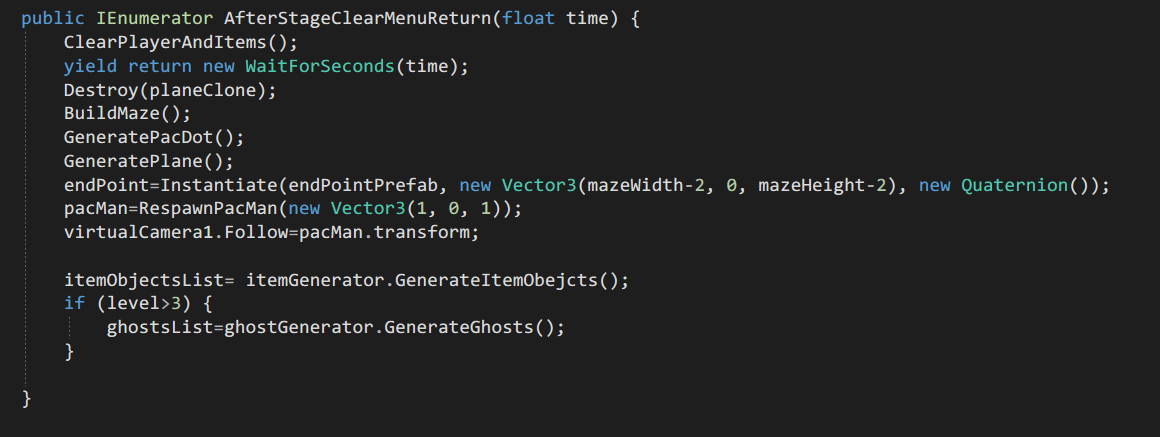 public IEnumerator AfterStageClearMenuReturn(float time) {
    ClearPlayerAndItems();
    yield return new WaitForSeconds(time);
    Destroy(planeClone);
    BuildMaze();
    GeneratePacDot();
    GeneratePlane();
    endPoint=Instantiate(endPointPrefab, new Vector3(mazeWidth-2, 0, mazeHeight-2), new Quaternion());
    pacMan=RespawnPacMan(new Vector3(1, 0, 1));
    virtualCamera1.Follow=pacMan.transform;
    itemObjectsList= itemGenerator.GenerateItemObejcts();
    if (level>3) {
        ghostsList=ghostGenerator.GenerateGhosts();
    }
}